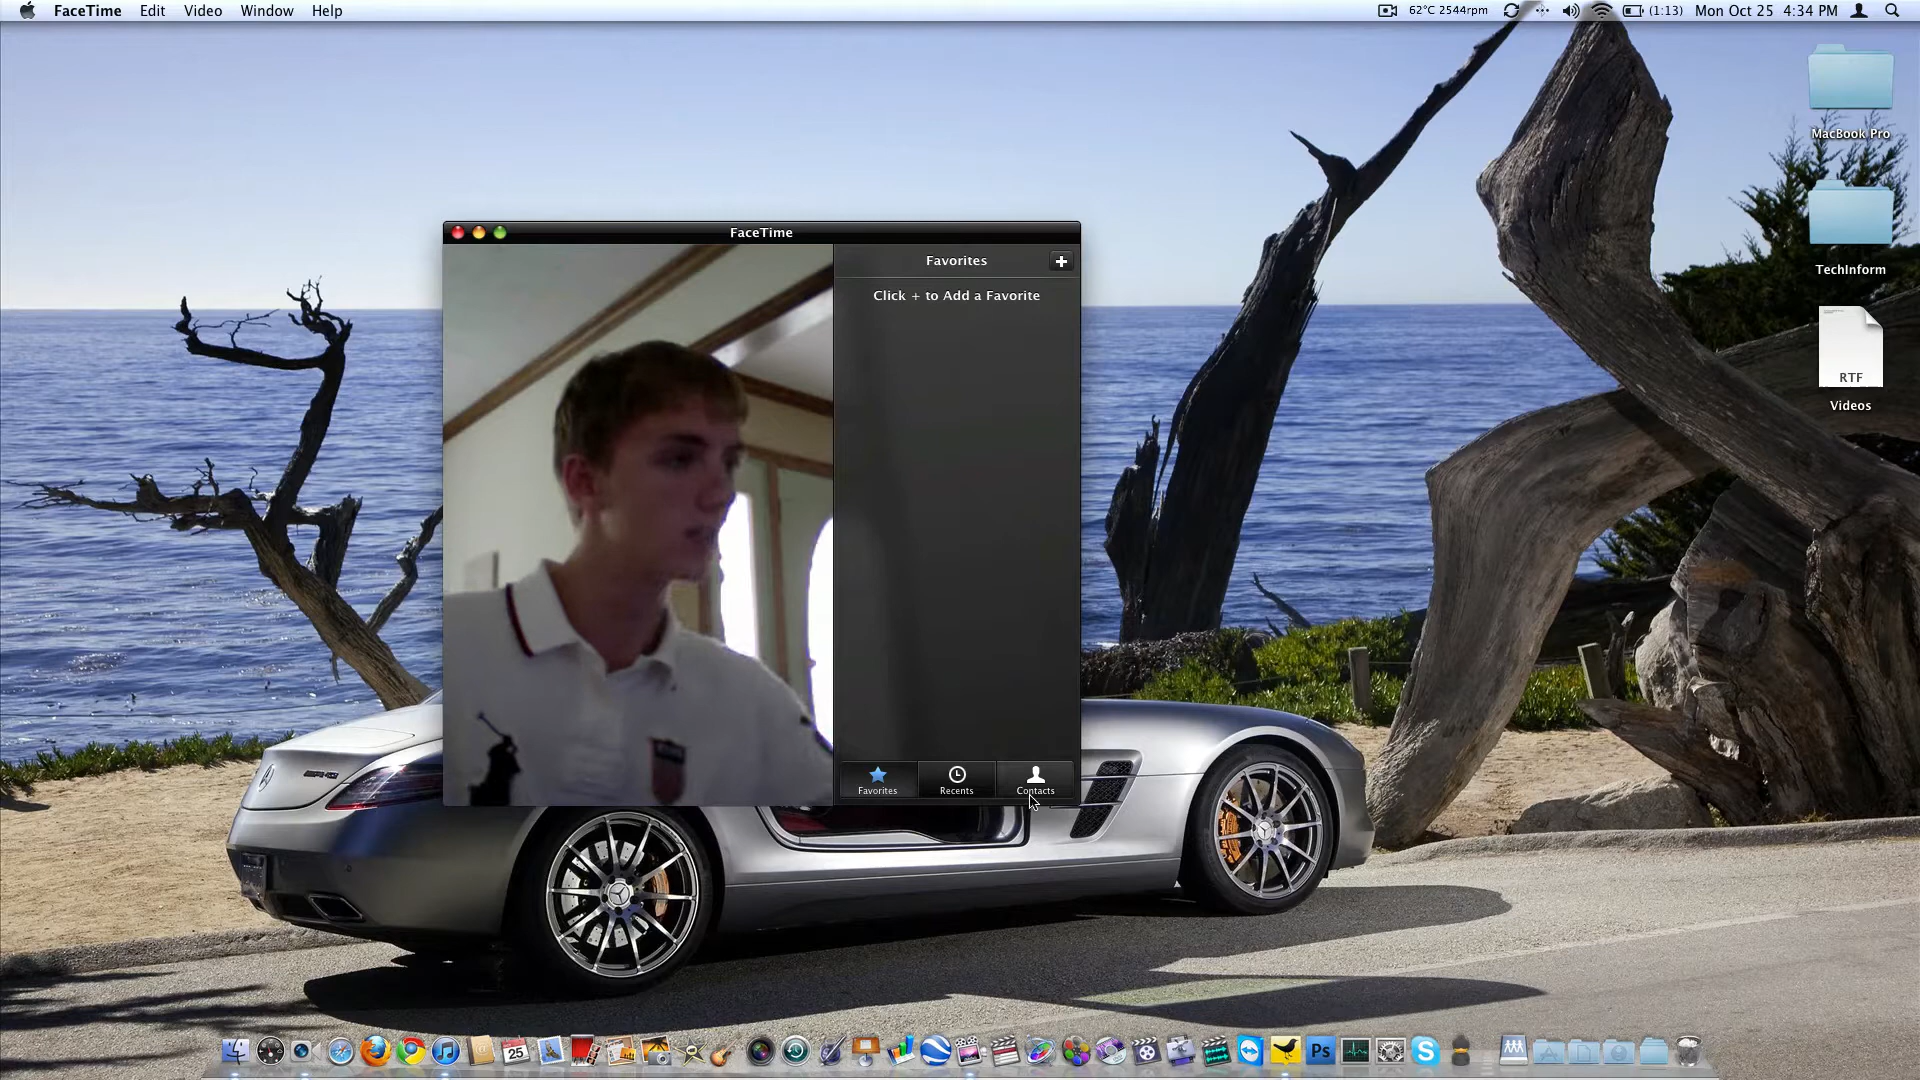 FaceTime Edit Video Window Help
62°C 2544rpm (1:13) Mon Oct 25 4:34 PM
MacBook Pro
TechInform
RTF
Videos
FaceTime
Favorites
Click + to Add a Favorite
Favorites Recents Contacts
AMG
25
Ps